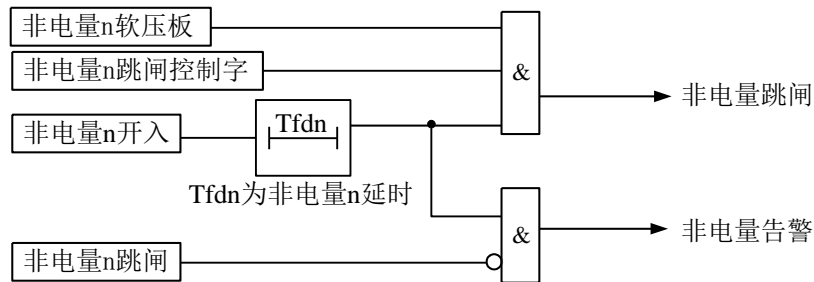 非电量n软压板
非电量n跳闸控制字
&
非电量跳闸
非电量n开入
Tfdn
Tfdn为非电量n延时
&
非电量告警
非电量n跳闸